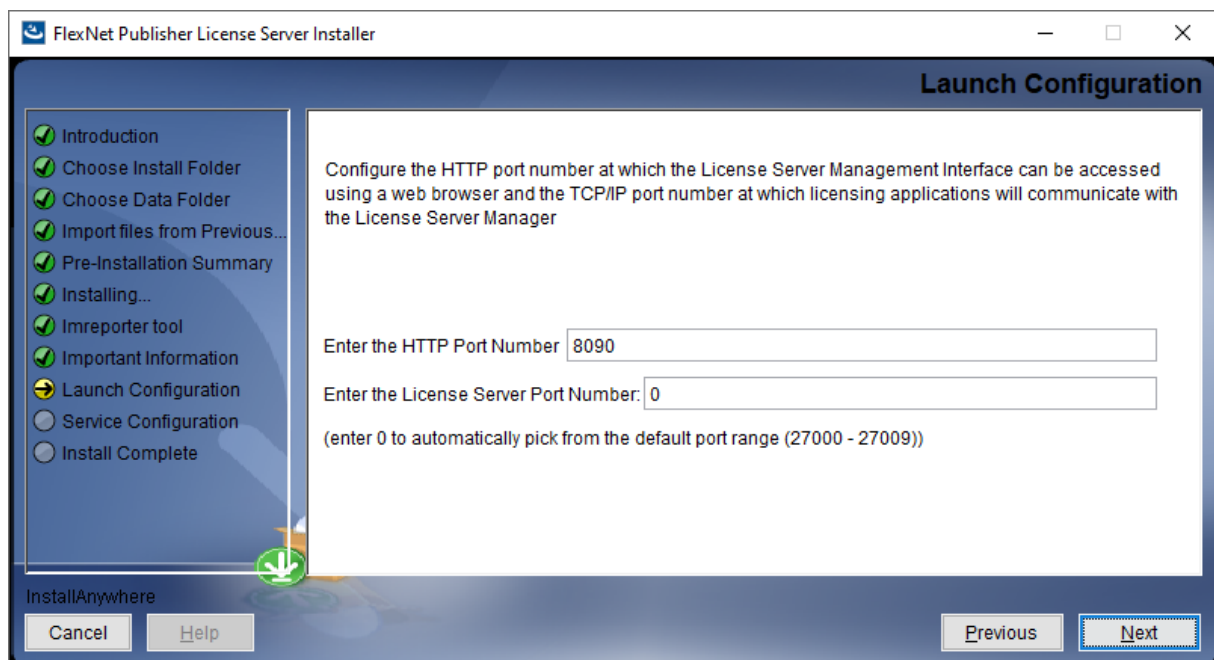 FlexNet Publisher License Server Installer
Launch Configuration
Introduction
Choose Install Folder
Choose Data Folder
Import files from Previous...
Pre-Installation Summary
Installing...
lmreporter tool
Important Information
Launch Configuration
Service Configuration
Install Complete
Configure the HTTP port number at which the License Server Management Interface can be accessed
using a web browser and the TCP/IP port number at which licensing applications will communicate with
the License Server Manager
Enter the HTTP Port Number 8090
Enter the License Server Port Number: 0
(enter 0 to automatically pick from the default port range (27000 - 27009))
InstallAnywhere
Cancel Help Previous Next